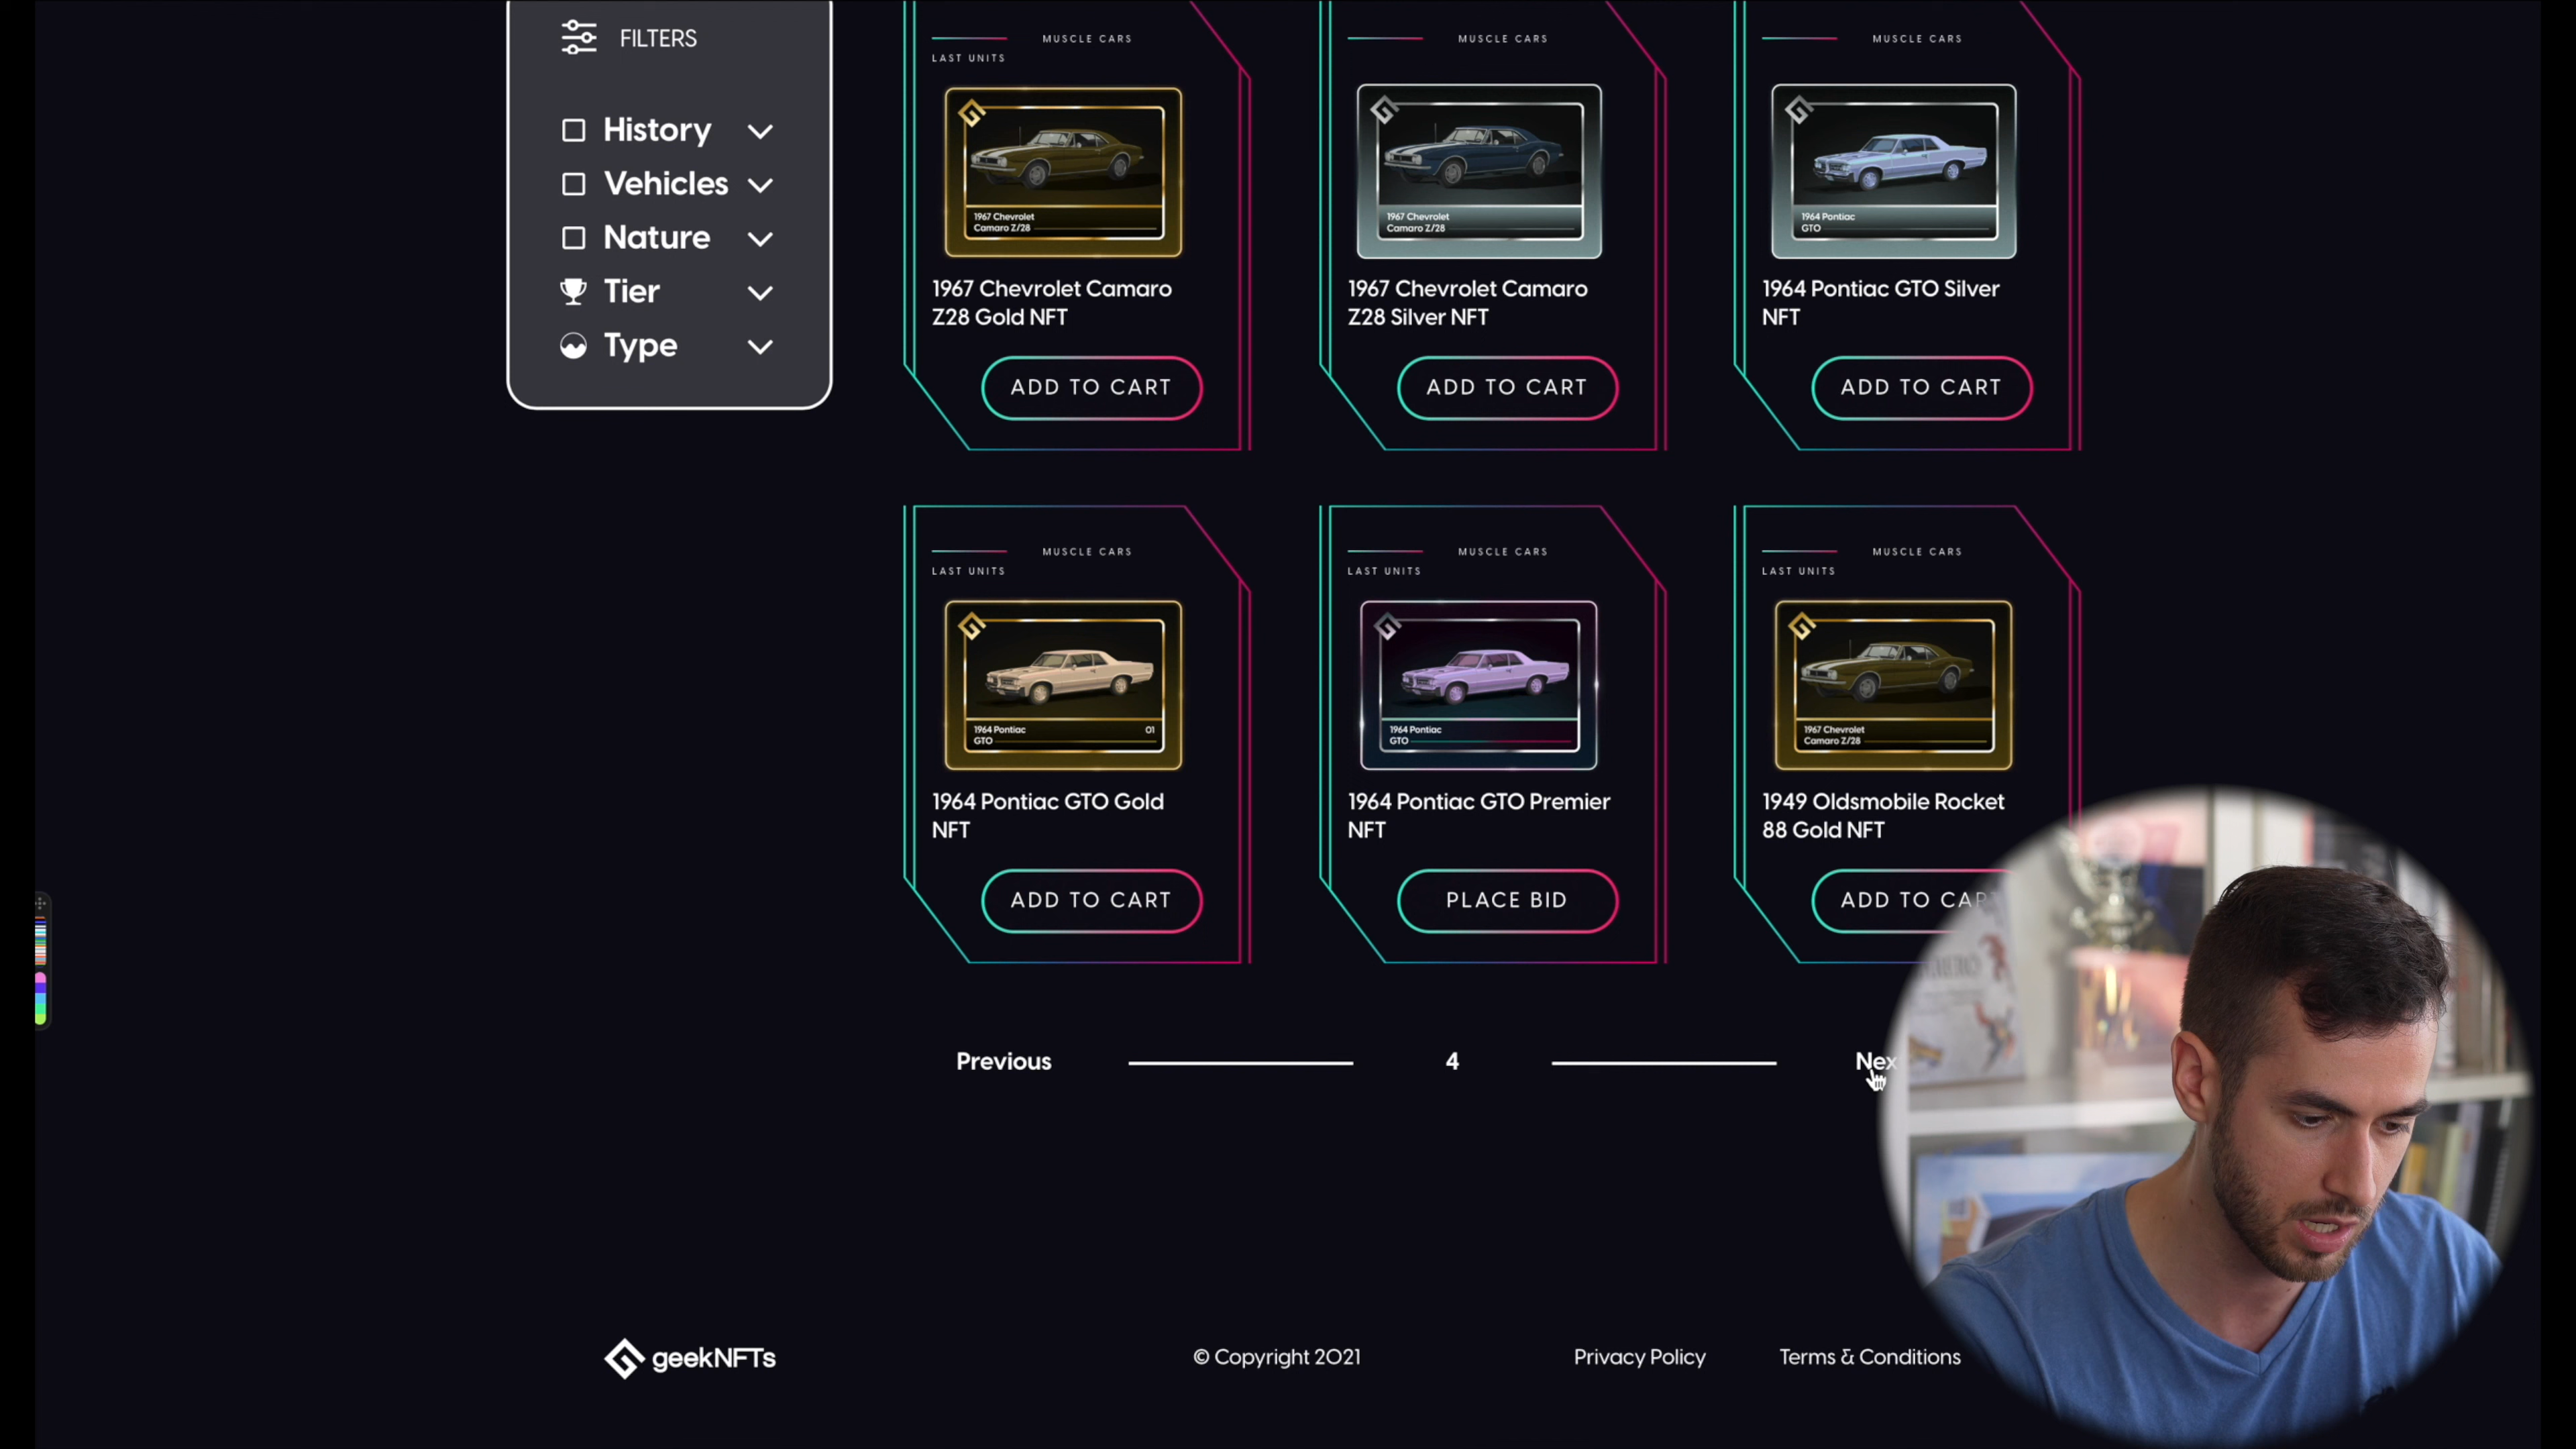 FILTERS
History
Vehicles
Nature
Tier
Type
MUSCLE CARS
LAST UNITS
1967 Chevrolet
Camaro Z/28
1967 Chevrolet Camaro
Z28 Gold NFT
ADD TO CART
MUSCLE CARS
1967 Chevrolet
Camaro Z/28
1967 Chevrolet Camaro
Z28 Silver NFT
ADD TO CART
MUSCLE CARS
1964 Pontiac
GTO
1964 Pontiac GTO Silver
NFT
ADD TO CART
MUSCLE CARS
LAST UNITS
1964 Pontiac 01
GTO
1964 Pontiac GTO Gold
NFT
ADD TO CART
MUSCLE CARS
LAST UNITS
1964 Pontiac
GTO
1964 Pontiac GTO Premier
NFT
PLACE BID
MUSCLE CARS
LAST UNITS
1967 Chevrolet
Camaro Z/28
1949 Oldsmobile Rocket
88 Gold NFT
ADD TO CAR
Previous 4 Nex
geekNFTs © Copyright 2021 Privacy Policy Terms & Conditions